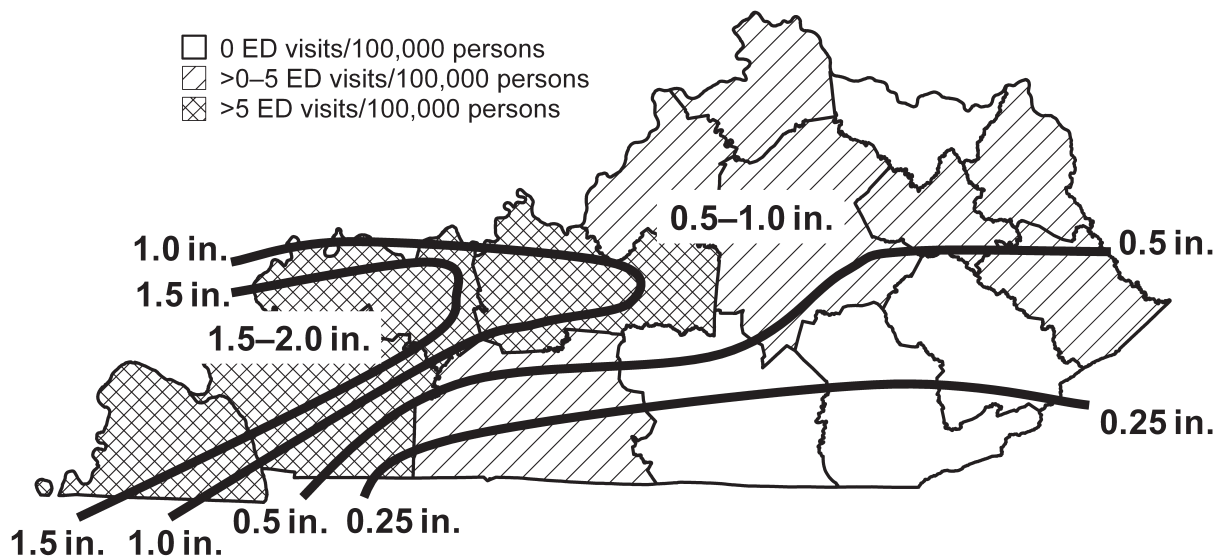 0 ED visits/100,000 persons
>0–5 ED visits/100,000 persons
>5 ED visits/100,000 persons
0.5–1.0 in.
1.0 in.
0.5 in.
1.5 in.
1.5–2.0 in.
0.25 in.
0.5 in. 0.25 in.
1.5 in. 1.0 in.